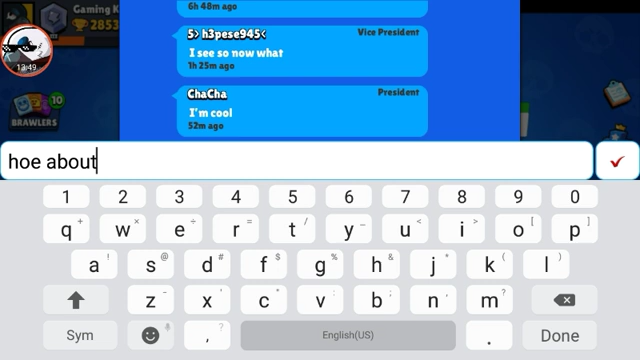 Gaming K
2853
13:49
10
BRAWLERS
6h 48m ago
5> h3pese945<
Vice President
I see so now what
1h 25m ago
ChaCha
President
I'm cool
52m ago
hoe about
1 2 3 4 5 6 7 8 9 0
q + w × e ÷ r = t / y _ u < i > o [ p ]
a ! s @ d # f $ g % h & j * k ( l )
z - x ' c " v : b ; n , m ?
Sym , ? English(US) . Done